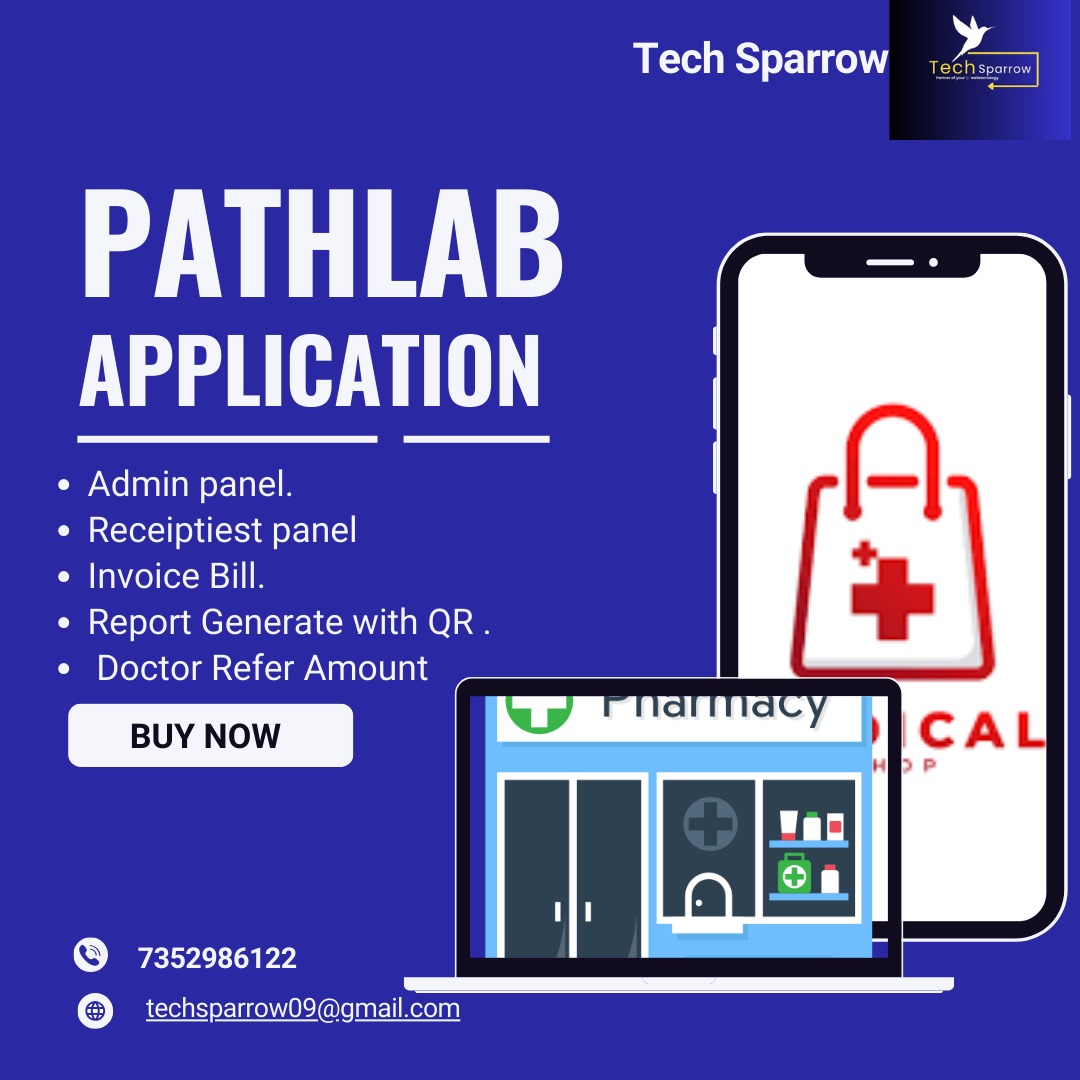 Tech Sparrow
Tech Sparrow
PATHLAB
APPLICATION
• Admin panel.
• Receiptiest panel
• Invoice Bill.
• Report Generate with QR .
• Doctor Refer Amount
BUY NOW
Pharmacy
DICAL
HOP
7352986122
techsparrow09@gmail.com